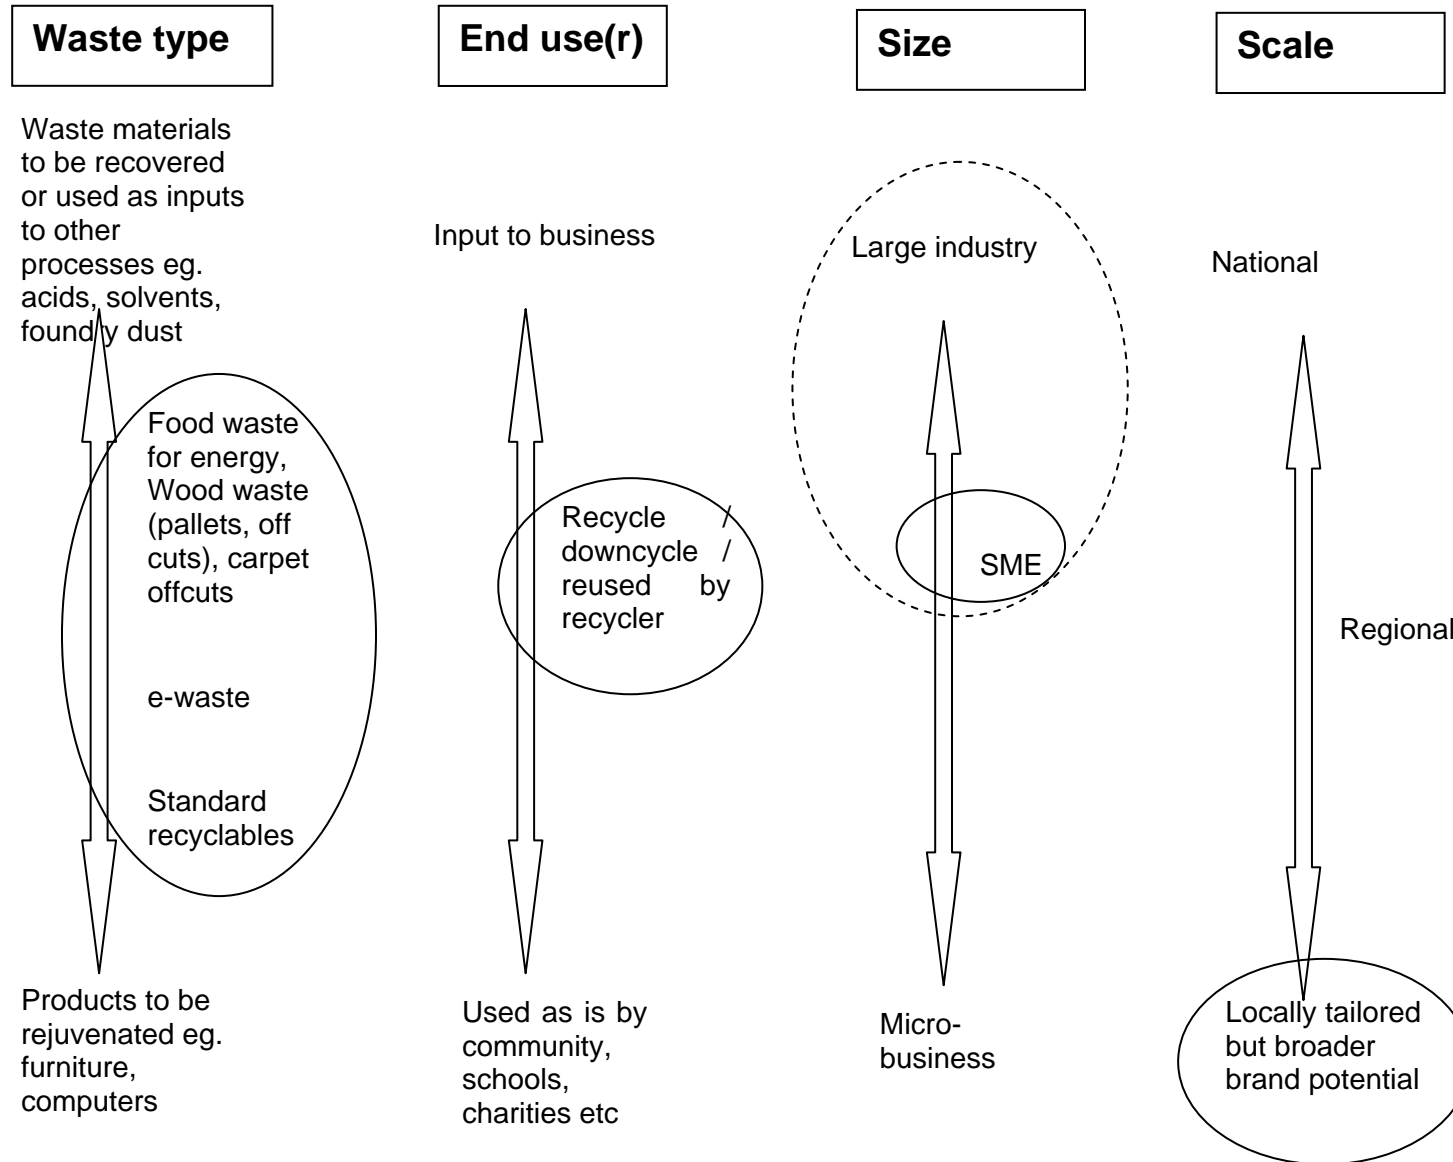 Waste type
Waste materials
to be recovered
or used as inputs
to other
processes eg.
acids, solvents,
foundry dust
Food waste
for energy,
Wood waste
(pallets, off
cuts), carpet
offcuts
e-waste
Standard
recyclables
Products to be
rejuvenated eg.
furniture,
computers
End use(r)
Input to business
Recycle /
downcycle /
reused by
recycler
Used as is by
community,
schools,
charities etc
Size
Large industry
SME
Micro-
business
Scale
National
Regional
Locally tailored
but broader
brand potential